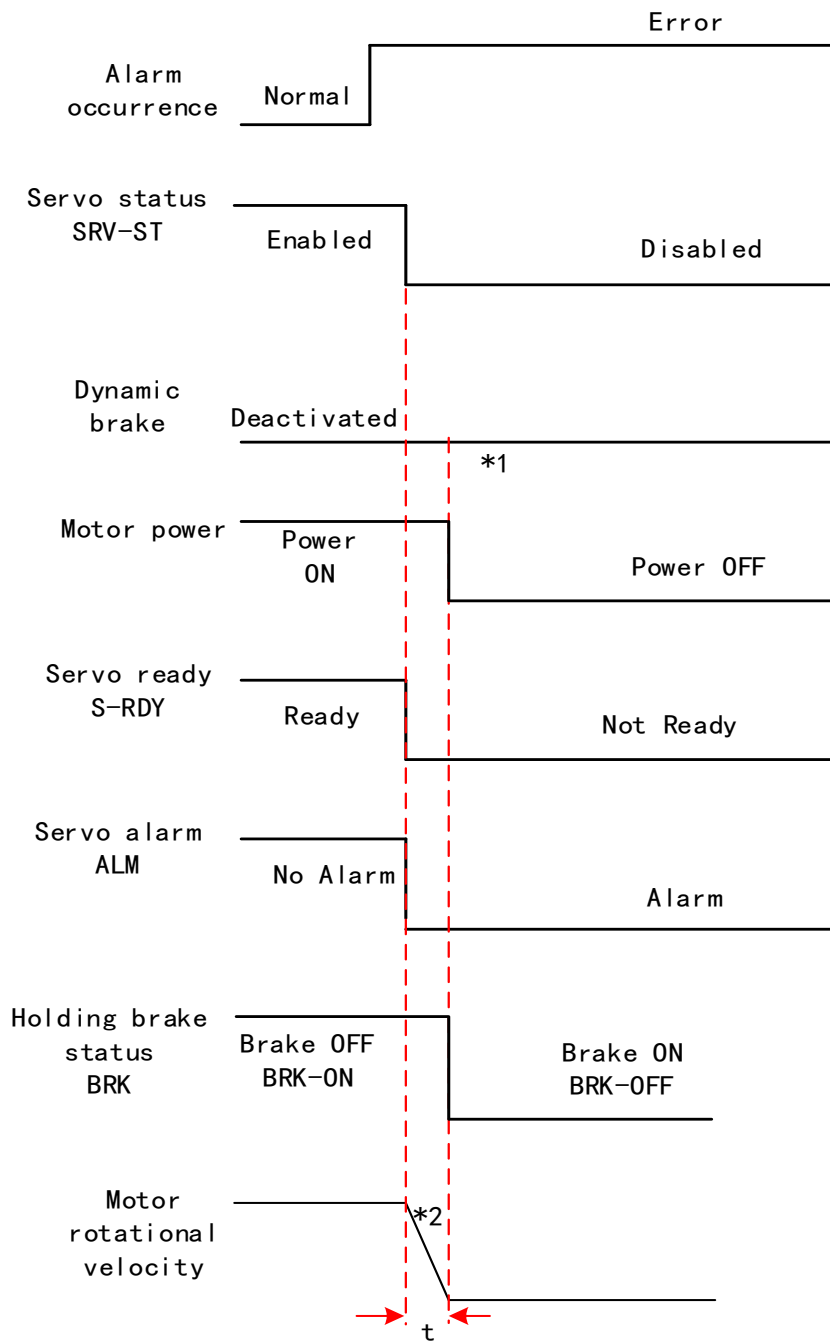 Error
Alarm
occurrence
Normal
Servo status
SRV-ST
Enabled
Disabled
Dynamic
brake
Deactivated
*1
Motor power
Power
ON
Power OFF
Servo ready
S-RDY
Ready
Not Ready
Servo alarm
ALM
No Alarm
Alarm
Holding brake
status
BRK
Brake OFF
BRK-ON
Brake ON
BRK-OFF
Motor
rotational
velocity
*2
t